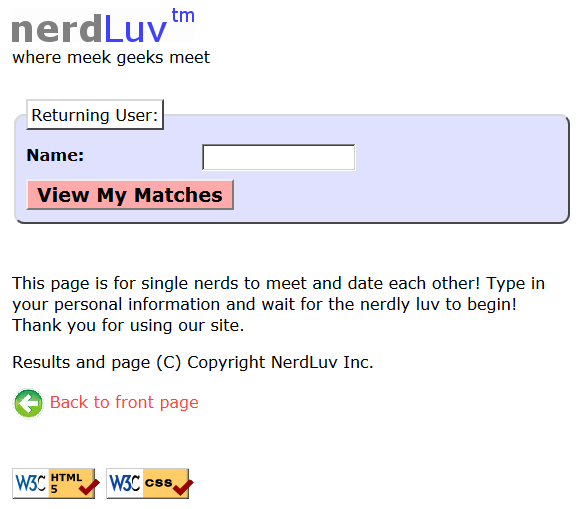 nerdLuv™
where meek geeks meet
Returning User:
Name:
View My Matches
This page is for single nerds to meet and date each other! Type in
your personal information and wait for the nerdly luv to begin!
Thank you for using our site.
Results and page (C) Copyright NerdLuv Inc.
Back to front page
W3C HTML 5 W3C css